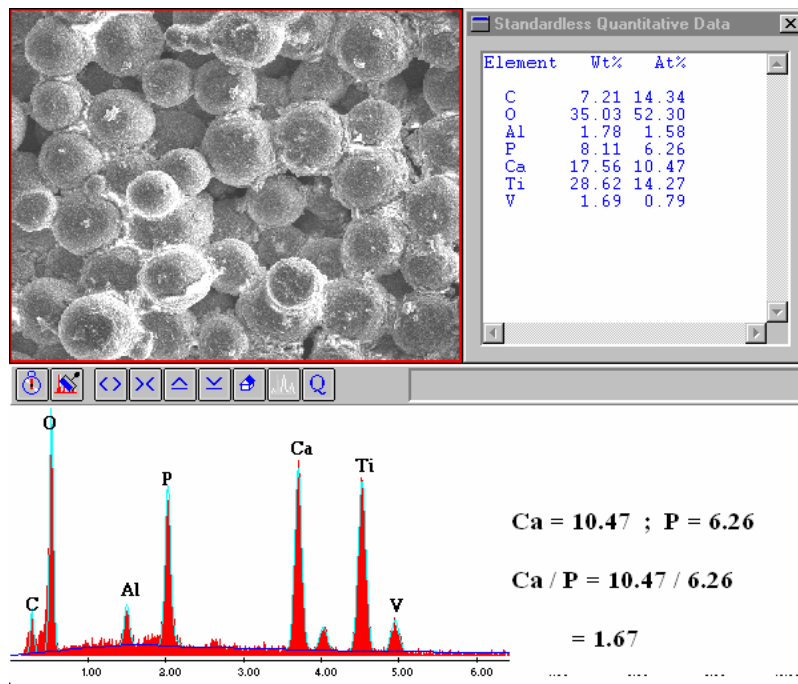 Standardless Quantitative Data
Element Wt% At%
C 7.21 14.34
O 35.03 52.30
Al 1.78 1.58
P 8.11 6.26
Ca 17.56 10.47
Ti 28.62 14.27
V 1.69 0.79
Q
O
Ca
Ti
P
Al
C
V
1.00 2.00 3.00 4.00 5.00 6.00
Ca = 10.47 ; P = 6.26
Ca / P = 10.47 / 6.26
= 1.67